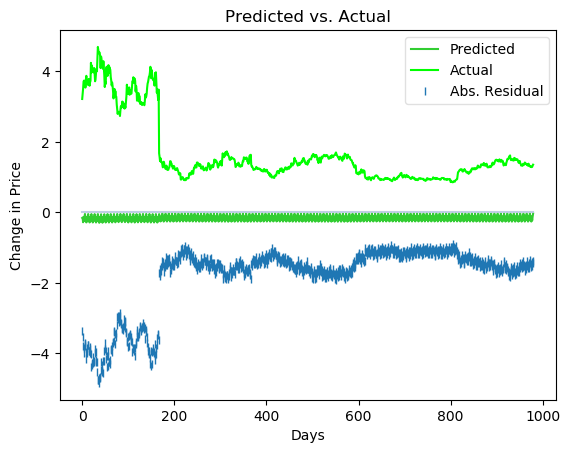 Predicted vs. Actual
Predicted
Actual
Abs. Residual
Change in Price
4
2
0
−2
−4
0
200
400
600
800
1000
Days